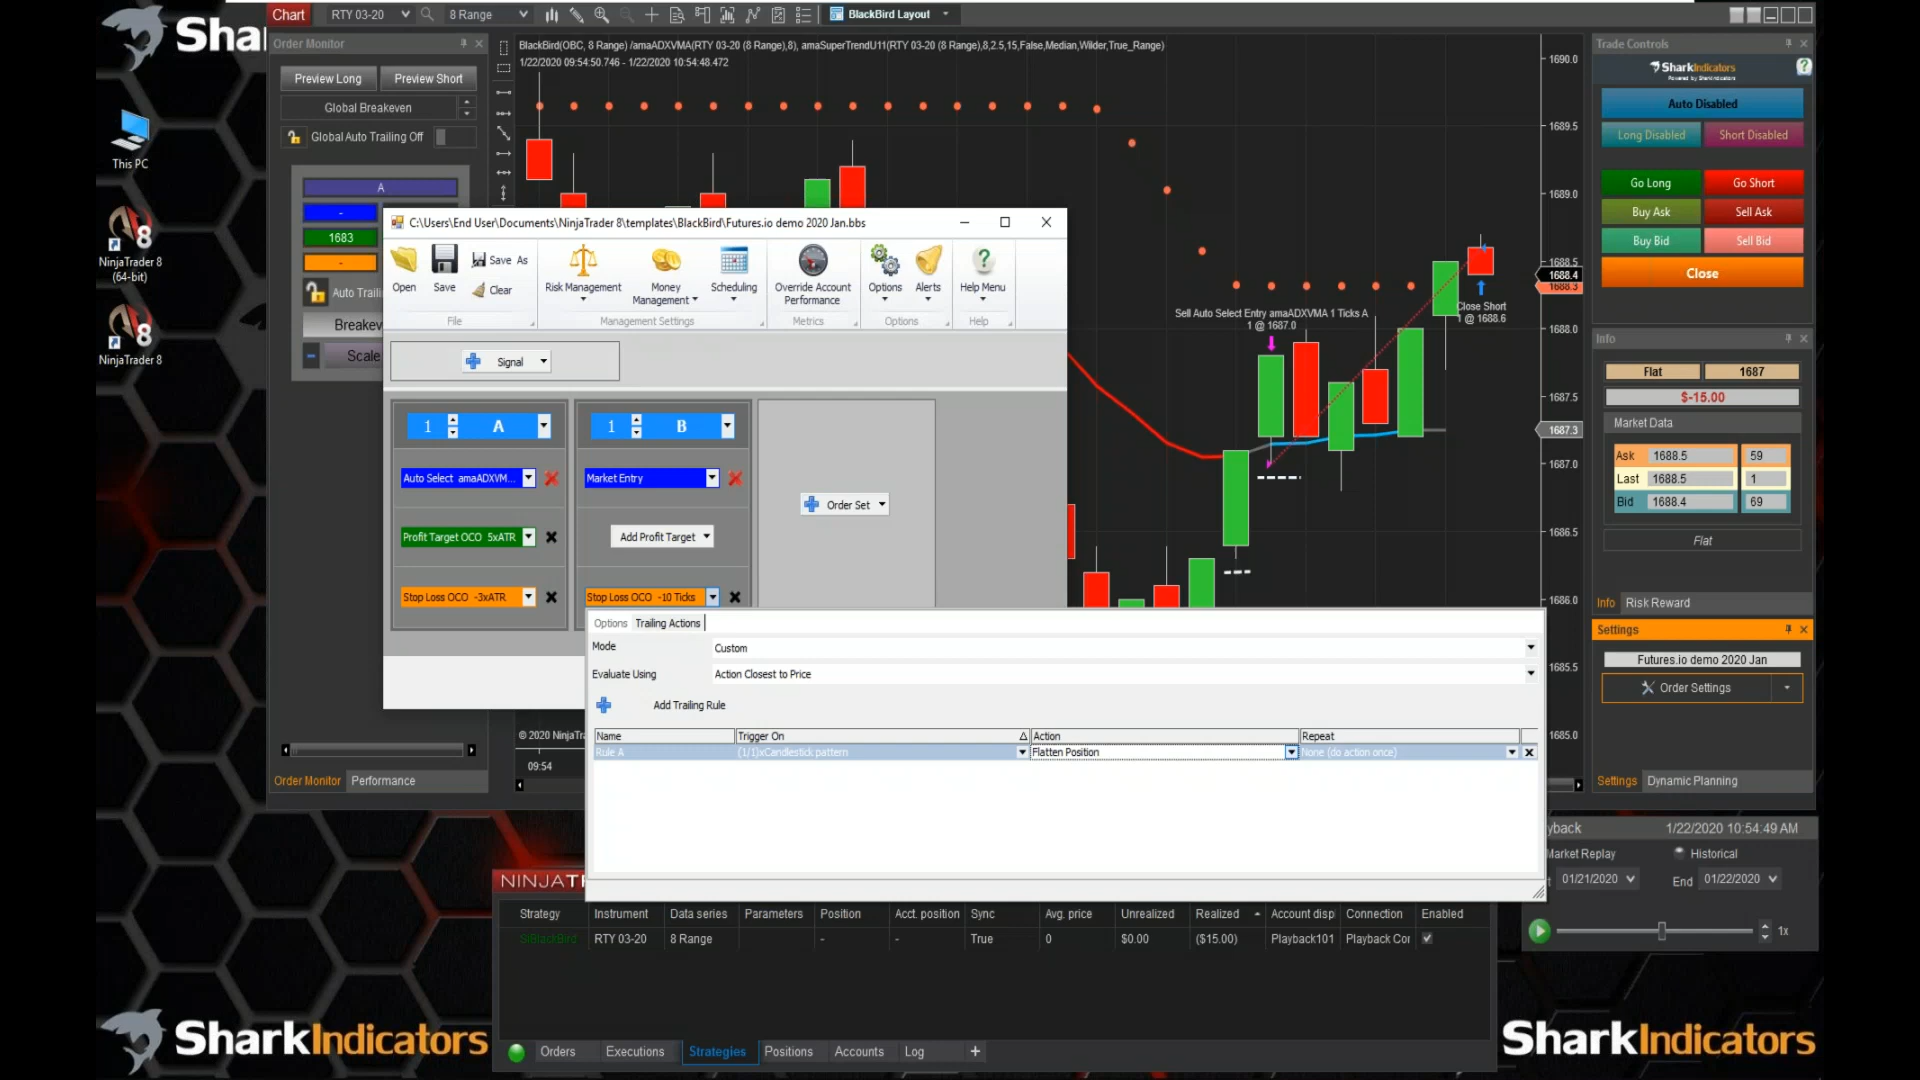 Shar
Chart RTY 03-20 8 Range BlackBird Layout
Order Monitor
Preview Long Preview Short
Global Breakeven
Global Auto Trailing Off
A
-
1683
-
Auto Traili
Breakev
Scale
Order Monitor Performance
This PC
NinjaTrader 8
(64-bit)
NinjaTrader 8
BlackBird(OBC, 8 Range) /amaADXVMA(RTY 03-20 (8 Range),8), amaSuperTrendU11(RTY 03-20 (8 Range),8,2.5,15,False,Median,Wilder,True_Range)
1/22/2020 09:54:50.746 - 1/22/2020 10:54:48.472
Sell Auto Select Entry amaADXVMA 1 Ticks A
1 @ 1687.0
Close Short
1 @ 1688.6
1690.0
1689.5
1689.0
1688.5
1688.4
1688.3
1688.0
1687.5
1687.3
1687.0
1686.5
1686.0
1685.5
1685.0
© 2020 NinjaTra
09:54
C:\Users\End User\Documents\NinjaTrader 8\templates\BlackBird\Futures.io demo 2020 Jan.bbs
Open Save Save As Clear
Risk Management Money Management Scheduling Override Account Performance Options Alerts Help Menu
File Management Settings Metrics Options Help
Signal
1 A 1 B
Auto Select amaADXVM... Market Entry
Order Set
Profit Target OCO 5xATR Add Profit Target
Stop Loss OCO -3xATR Stop Loss OCO -10 Ticks
Options Trailing Actions
Mode Custom
Evaluate Using Action Closest to Price
Add Trailing Rule
Name Trigger On Action Repeat
Rule A (1/1)xCandlestick pattern Flatten Position None (do action once)
Trade Controls
SharkIndicators
Powered by SharkIndicators
Auto Disabled
Long Disabled Short Disabled
Go Long Go Short
Buy Ask Sell Ask
Buy Bid Sell Bid
Close
Info
Flat 1687
$-15.00
Market Data
Ask 1688.5 59
Last 1688.5 1
Bid 1688.4 69
Flat
Info Risk Reward
Settings
Futures.io demo 2020 Jan
Order Settings
Settings Dynamic Planning
yback 1/22/2020 10:54:49 AM
Market Replay Historical
t 01/21/2020 End 01/22/2020
1x
NINJATR
Strategy Instrument Data series Parameters Position Acct. position Sync Avg. price Unrealized Realized Account disp Connection Enabled
SiBlackBird RTY 03-20 8 Range - - True 0 $0.00 ($15.00) Playback101 Playback Cor
Orders Executions Strategies Positions Accounts Log +
SharkIndicators
SharkIndicators